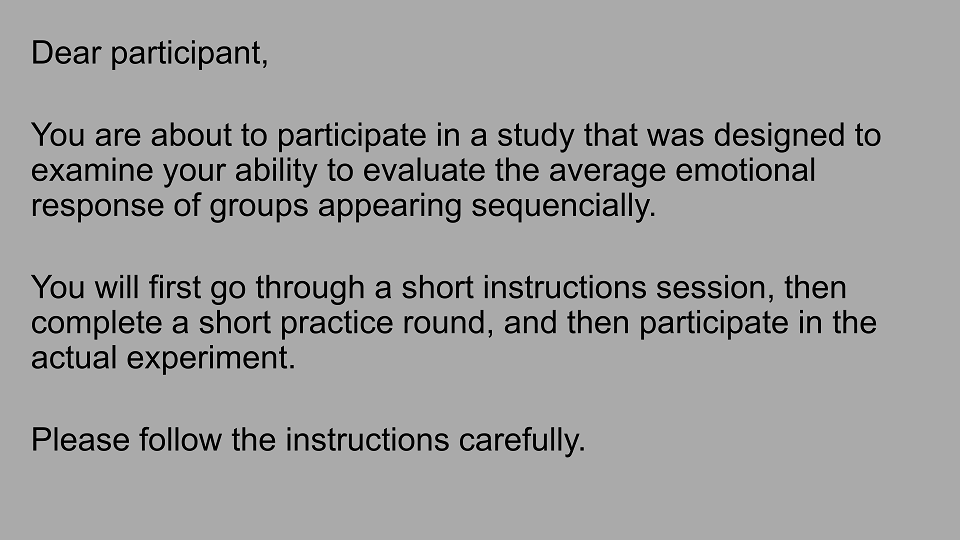 Dear participant,
You are about to participate in a study that was designed to
examine your ability to evaluate the average emotional
response of groups appearing sequencially.
You will first go through a short instructions session, then
complete a short practice round, and then participate in the
actual experiment.
Please follow the instructions carefully.